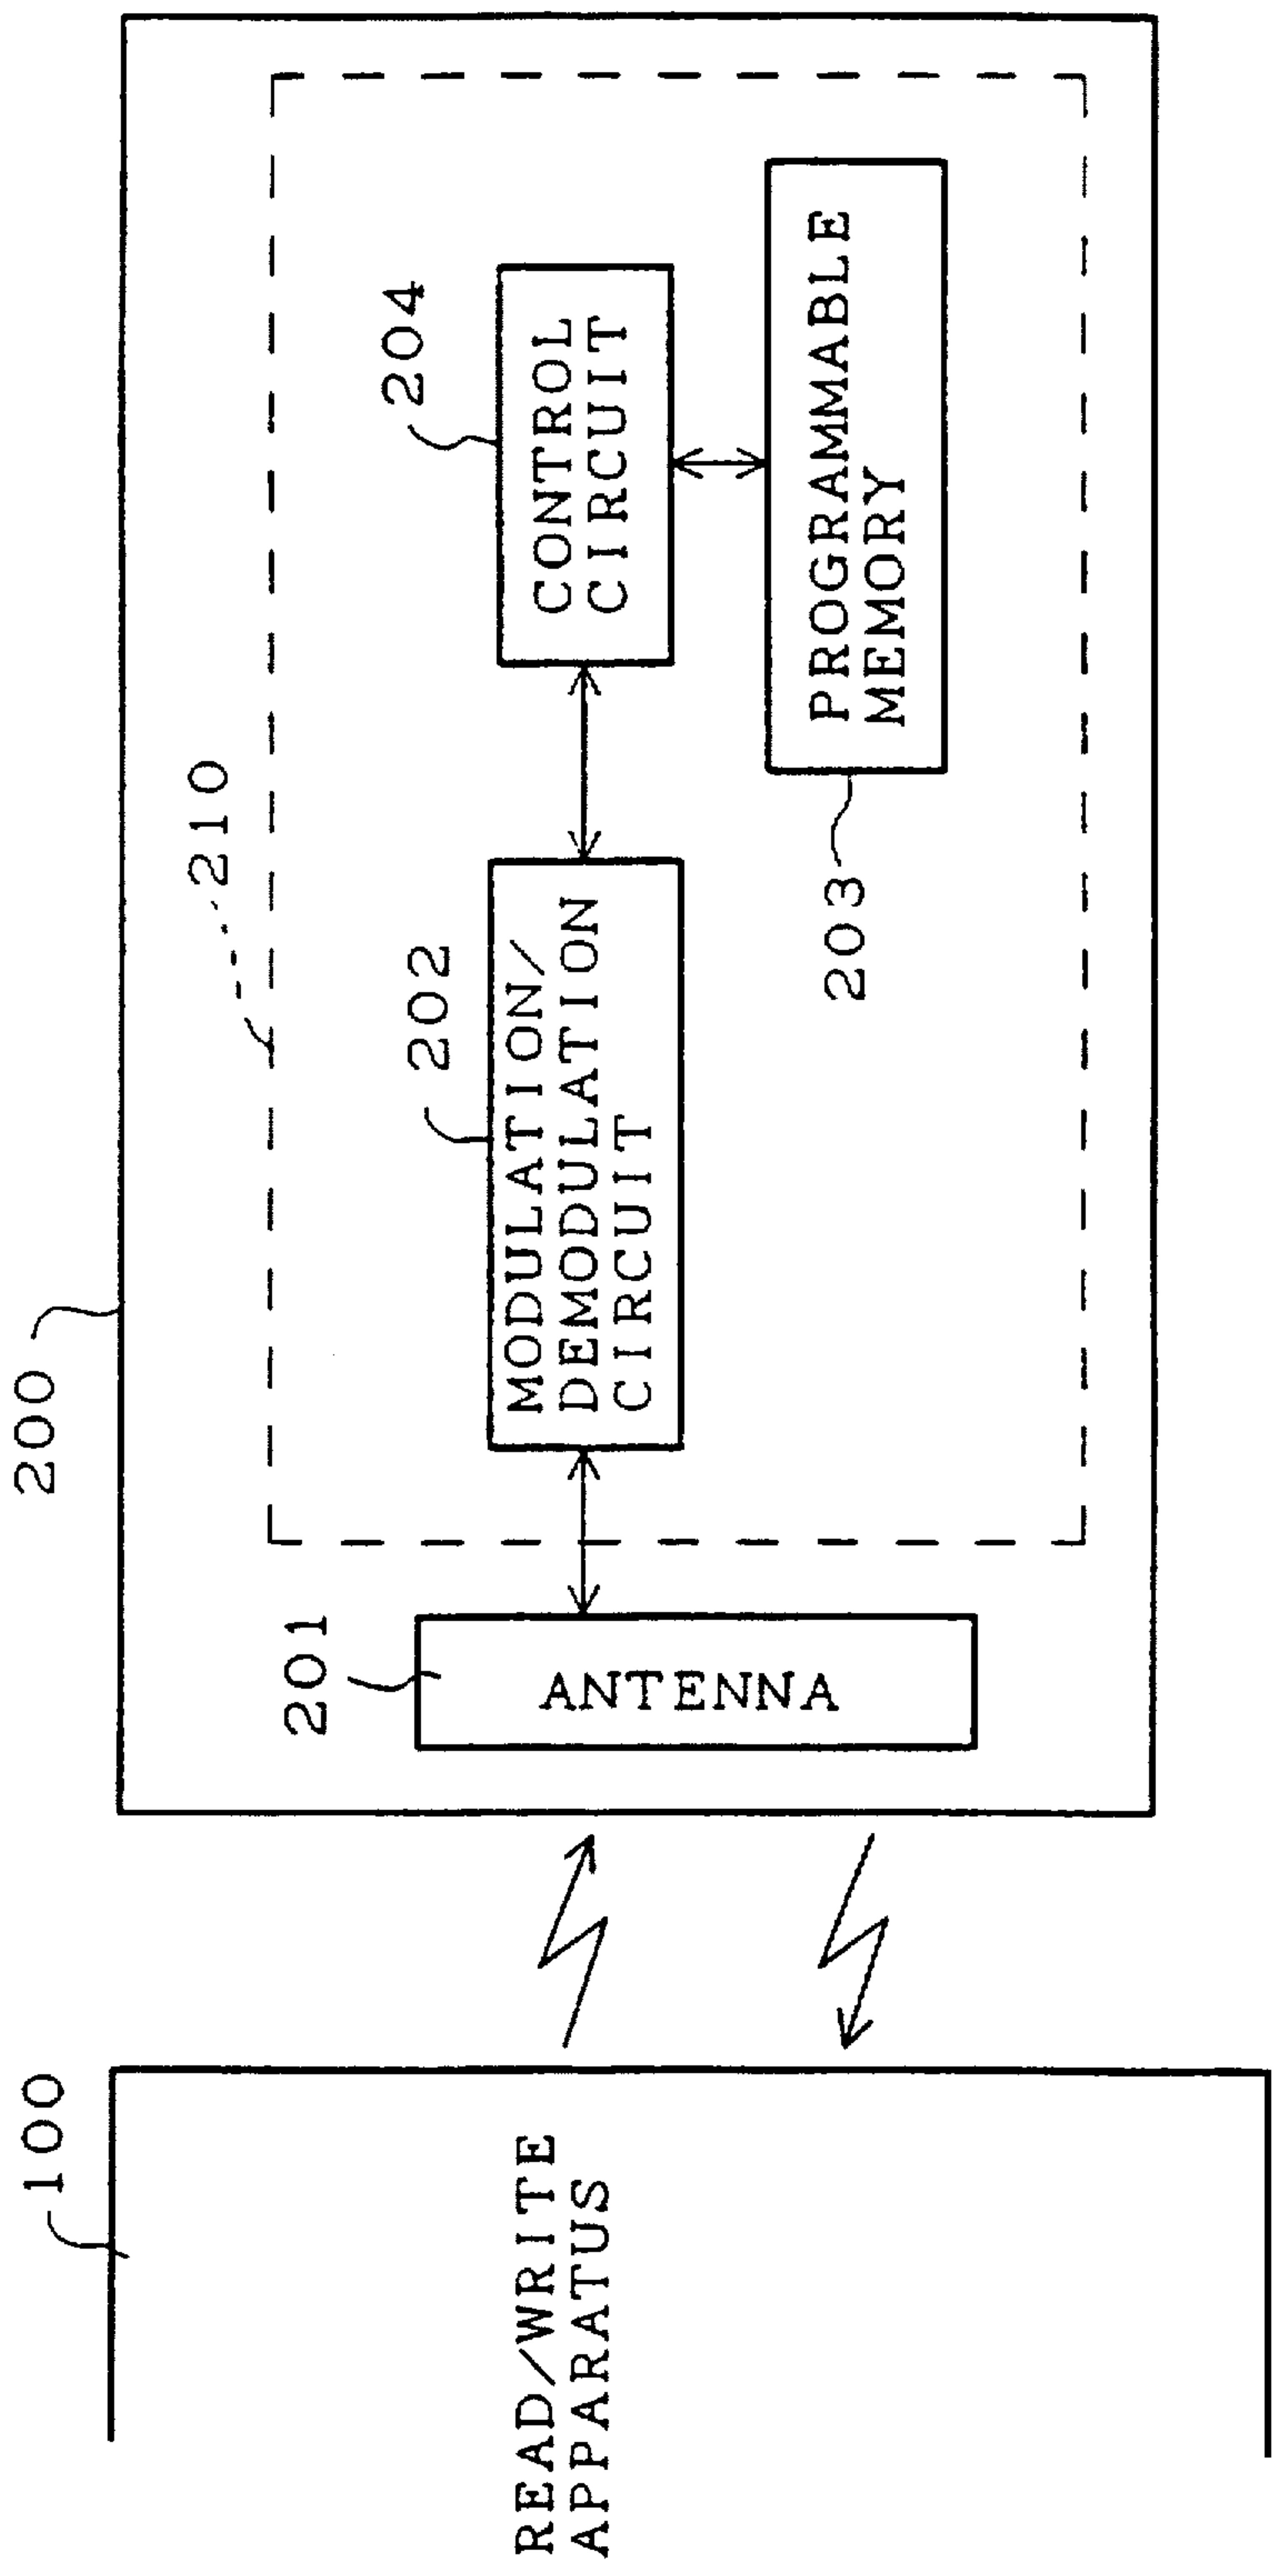 100
READ/WRITE
APPARATUS
200
201
ANTENNA
210
202
MODULATION/
DEMODULATION
CIRCUIT
204
CONTROL
CIRCUIT
203
PROGRAMMABLE
MEMORY